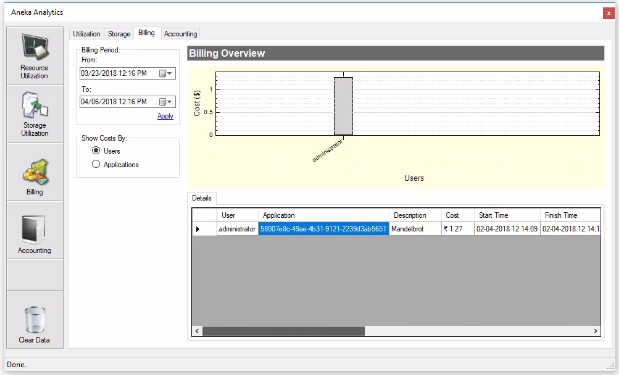 Aneka Analytics
x
Resource
Utilization
Storage
Utilization
Billing
Accounting
Clear Data
Utilization Storage Billing Accounting
Billing Period:
From:
03/23/2018 12:16 PM
To:
04/06/2018 12:16 PM
Apply
Show Costs By:
Users
Applications
Billing Overview
Cost ($)
1
0.5
0
administrator
Users
Details
User Application Description Cost Start Time Finish Time
administrator 58007e8c-49ae-4b31-9121-2239d3ab5651 Mandelbrot ₹ 1.27 02-04-2018 12:14:09 02-04-2018 12:14:1
Done.